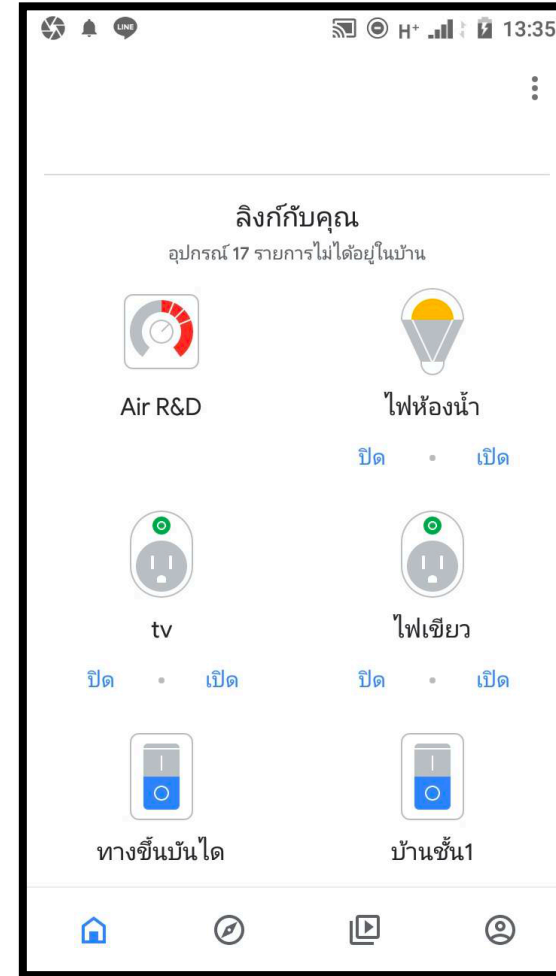 LINE H+ 13:35
ลิงก์กับคุณ
อุปกรณ์ 17 รายการไม่ได้อยู่ในบ้าน
Air R&D ไฟห้องน้ำ
ปิด • เปิด
tv ไฟเขียว
ปิด • เปิด ปิด • เปิด
ทางขึ้นบันได บ้านชั้น1